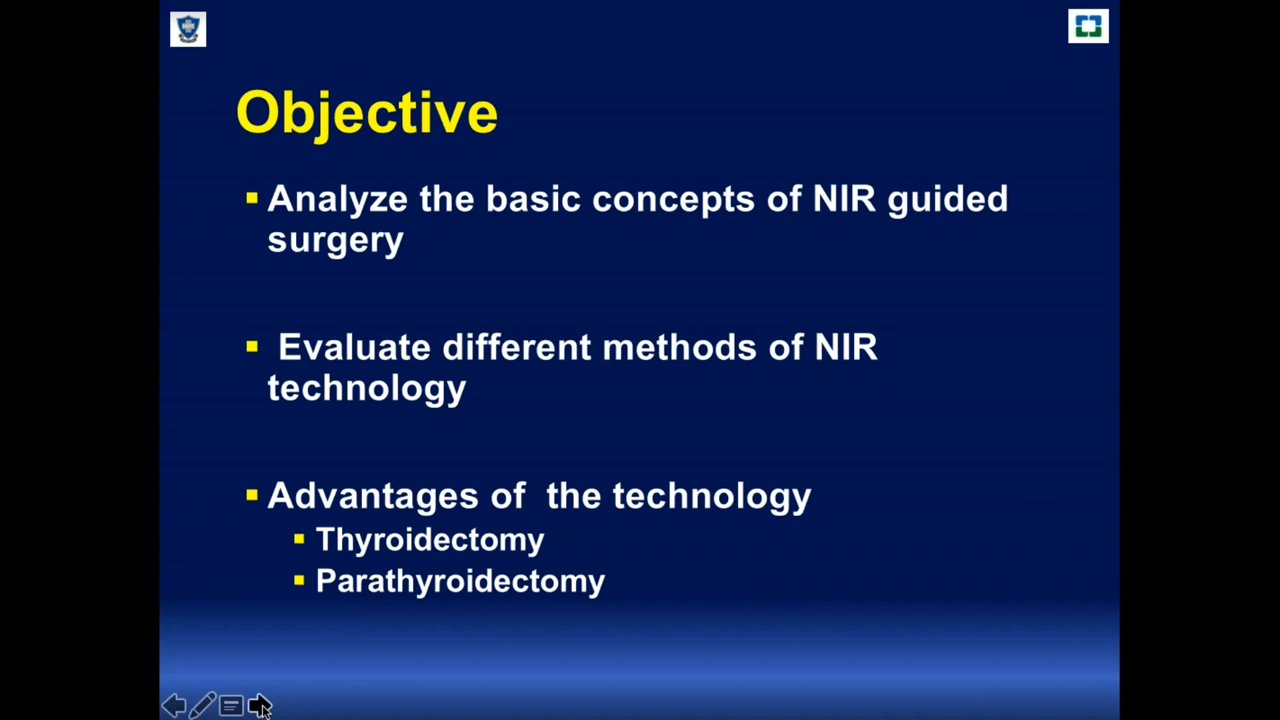 Objective
Analyze the basic concepts of NIR guided
surgery
Evaluate different methods of NIR
technology
Advantages of the technology
Thyroidectomy
Parathyroidectomy